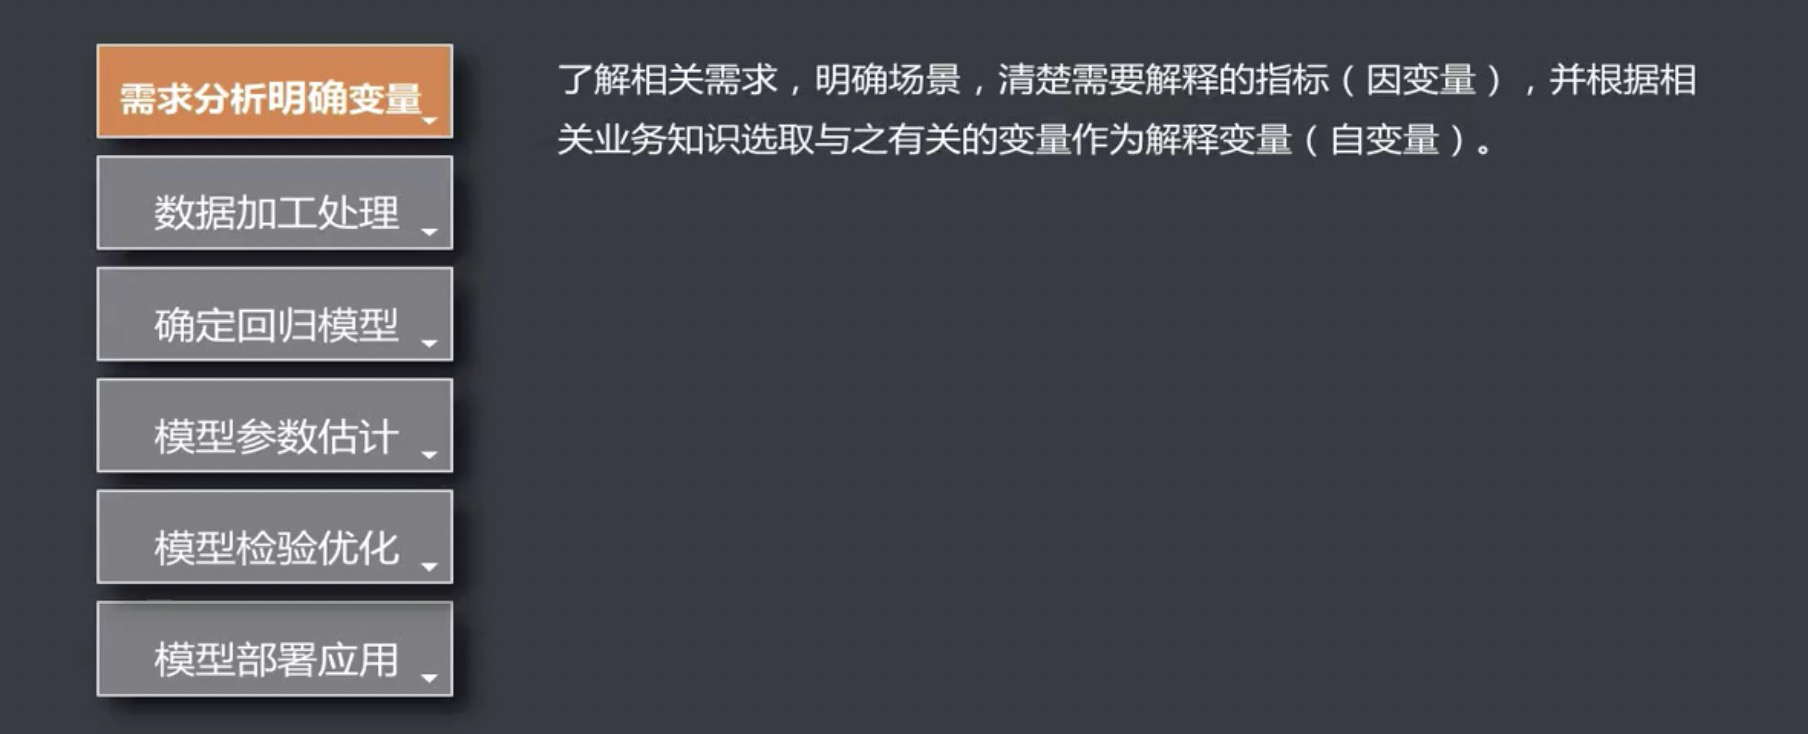 需求分析明确变量
数据加工处理
确定回归模型
模型参数估计
模型检验优化
模型部署应用
了解相关需求，明确场景，清楚需要解释的指标（因变量），并根据相
关业务知识选取与之有关的变量作为解释变量（自变量）。